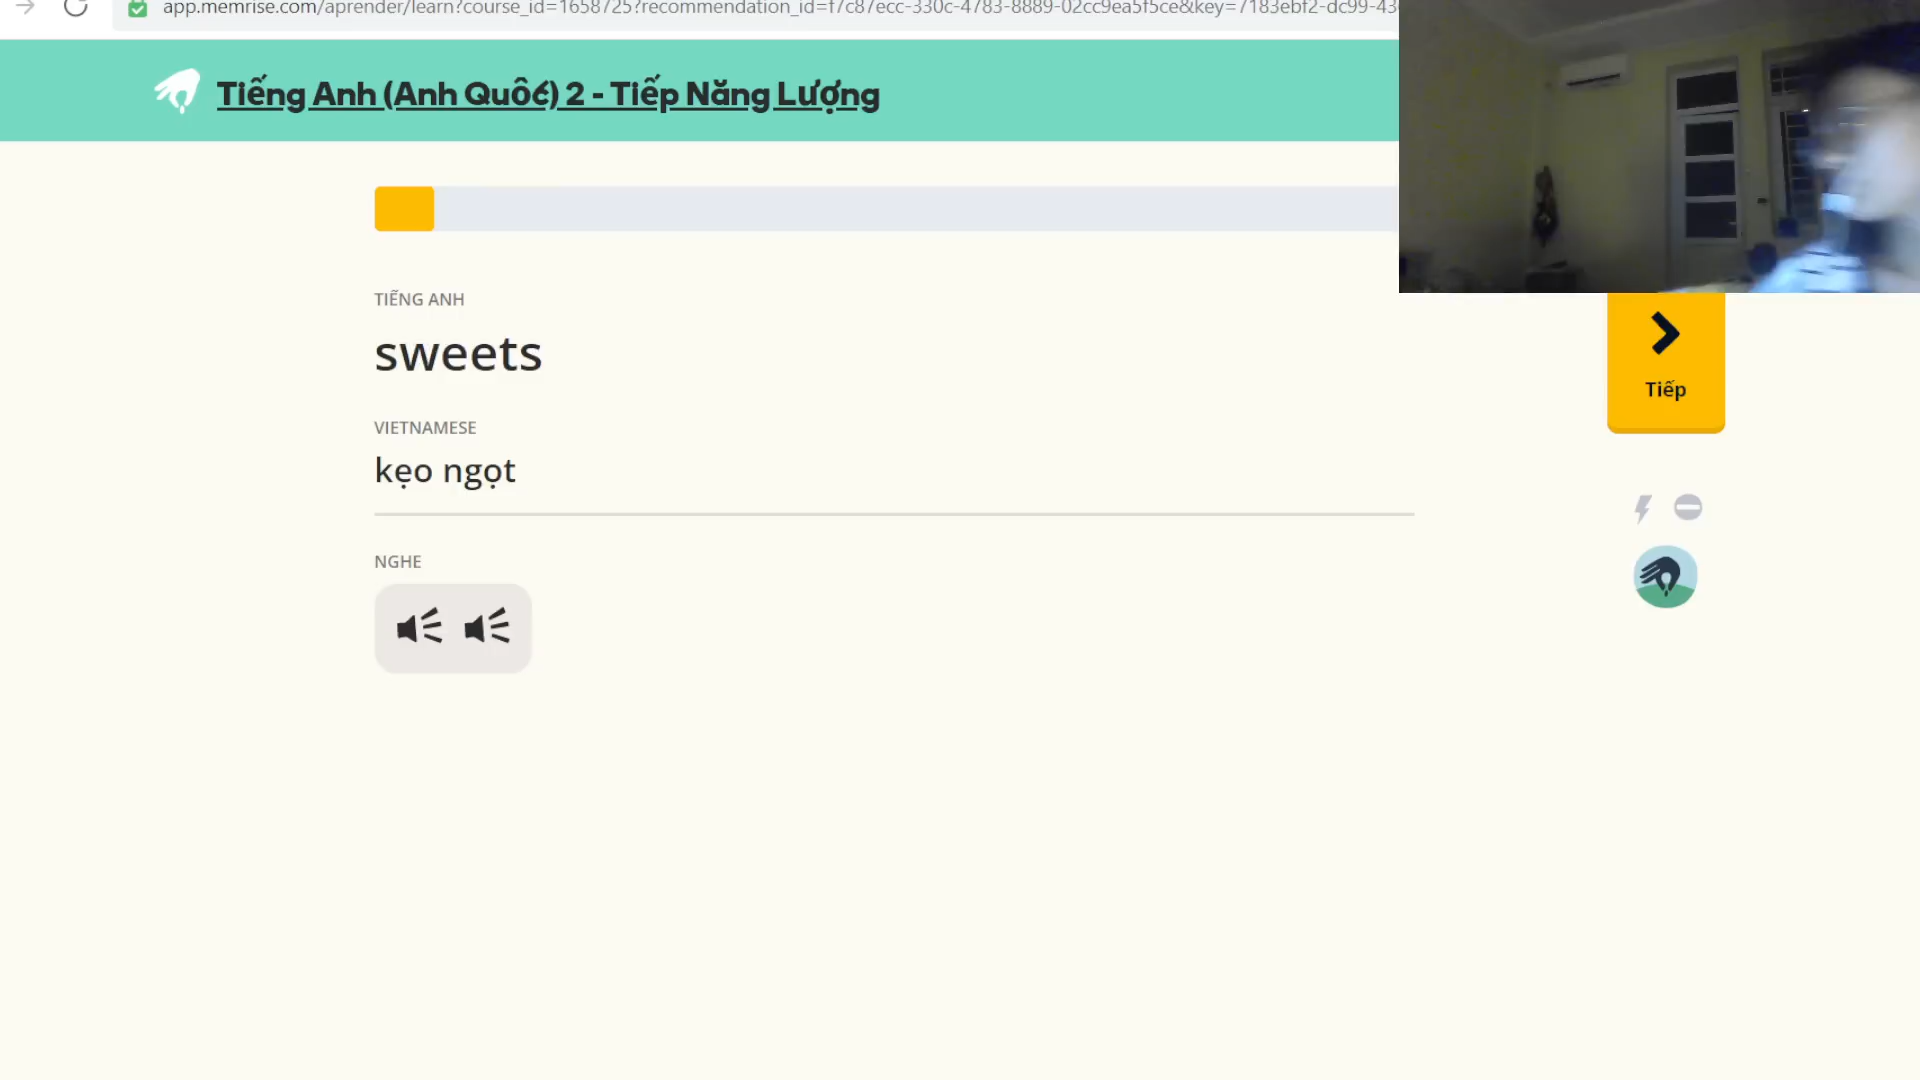 app.memrise.com/aprender/learn?course_id=1658725?recommendation_id=f7c87ecc-330c-4783-8889-02cc9ea5f5ce&key=7183ebf2-dc99-43
Tiếng Anh (Anh Quốc) 2 - Tiếp Năng Lượng
TIẾNG ANH
sweets
VIETNAMESE
kẹo ngọt
NGHE
Tiếp